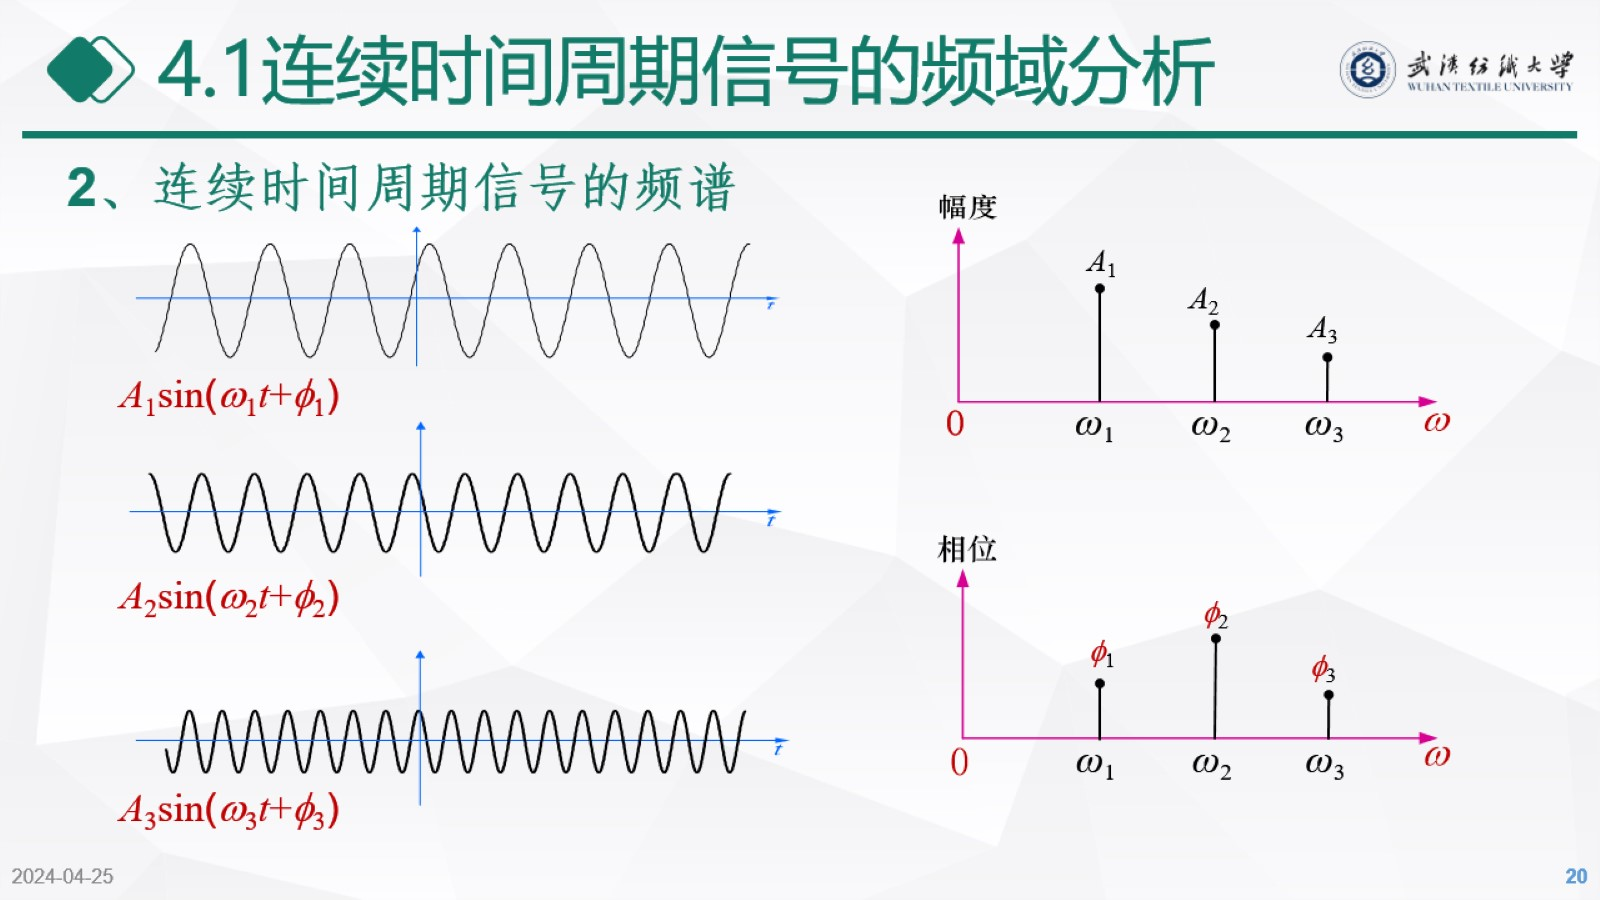 4.1连续时间周期信号的频域分析
武汉纺织大学
WUHAN TEXTILE UNIVERSITY
2、连续时间周期信号的频谱
t
A₁sin(ω₁t+ϕ₁)
t
A₂sin(ω₂t+ϕ₂)
t
A₃sin(ω₃t+ϕ₃)
幅度
A₁
A₂
A₃
0 ω₁ ω₂ ω₃ ω
相位
ϕ₁
ϕ₂
ϕ₃
0 ω₁ ω₂ ω₃ ω
2024-04-25
20